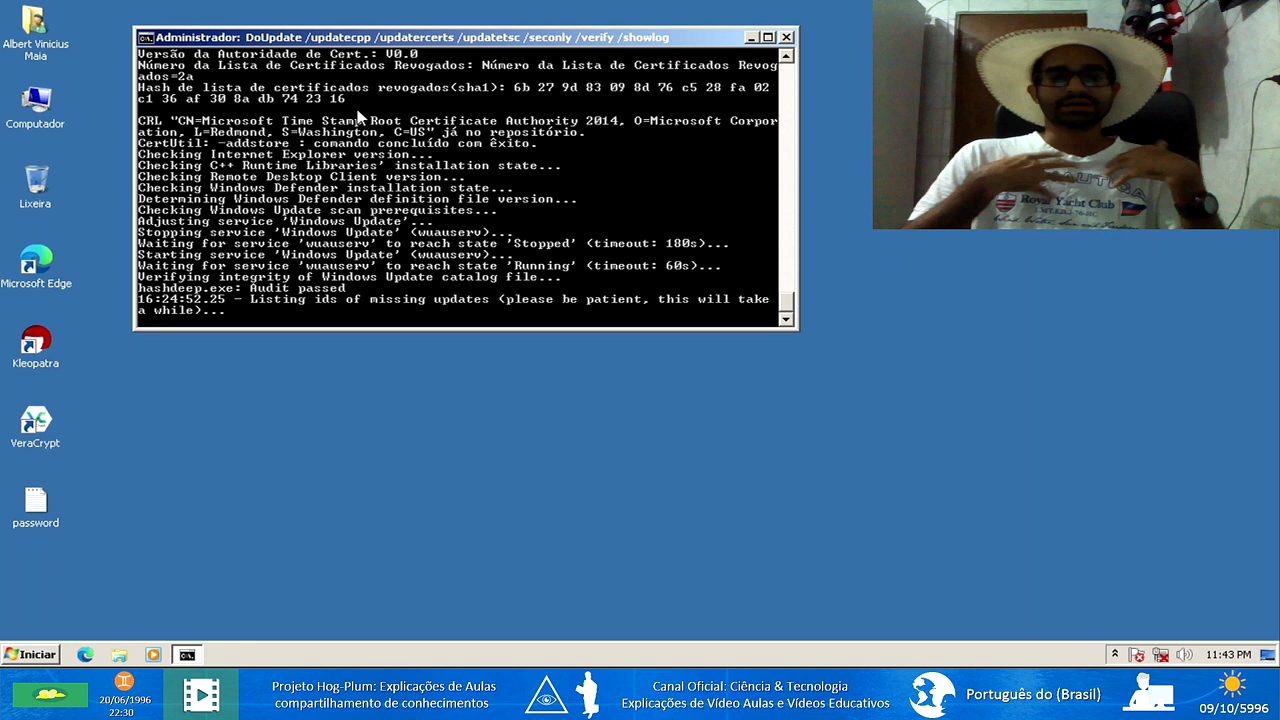 Albert Vinicius
Maia
Computador
Lixeira
Microsoft Edge
Kleopatra
VeraCrypt
password
Administrador: DoUpdate /updatecpp /updatercerts /updatetsc /seconly /verify /showlog
Versão da Autoridade de Cert.: V0.0
Número da Lista de Certificados Revogados: Número da Lista de Certificados Revog
ados=2a
Hash de lista de certificados revogados(sha1): 6b 27 9d 83 09 8d 76 c5 28 fa 02
c1 36 af 30 8a db 74 23 16
CRL "CN=Microsoft Time Stamp Root Certificate Authority 2014, O=Microsoft Corpor
ation, L=Redmond, S=Washington, C=US" já no repositório.
CertUtil: -addstore : comando concluído com êxito.
Checking Internet Explorer version...
Checking C++ Runtime Libraries' installation state...
Checking Remote Desktop Client version...
Checking Windows Defender installation state...
Determining Windows Defender definition file version...
Checking Windows Update scan prerequisites...
Adjusting service 'Windows Update'...
Stopping service 'Windows Update' (wuauserv)...
Waiting for service 'wuauserv' to reach state 'Stopped' (timeout: 180s)...
Starting service 'Windows Update' (wuauserv)...
Waiting for service 'wuauserv' to reach state 'Running' (timeout: 60s)...
Verifying integrity of Windows Update catalog file...
hashdeep.exe: Audit passed
16:24:52.25 - Listing ids of missing updates (please be patient, this will take
a while)...
NAUTICA
Royal Yacht Club
Iniciar
11:43 PM
20/06/1996
22:30
Projeto Hog-Plum: Explicações de Aulas
compartilhamento de conhecimentos
Canal Oficial: Ciência & Tecnologia
Explicações de Vídeo Aulas e Vídeos Educativos
Português do (Brasil)
09/10/5996